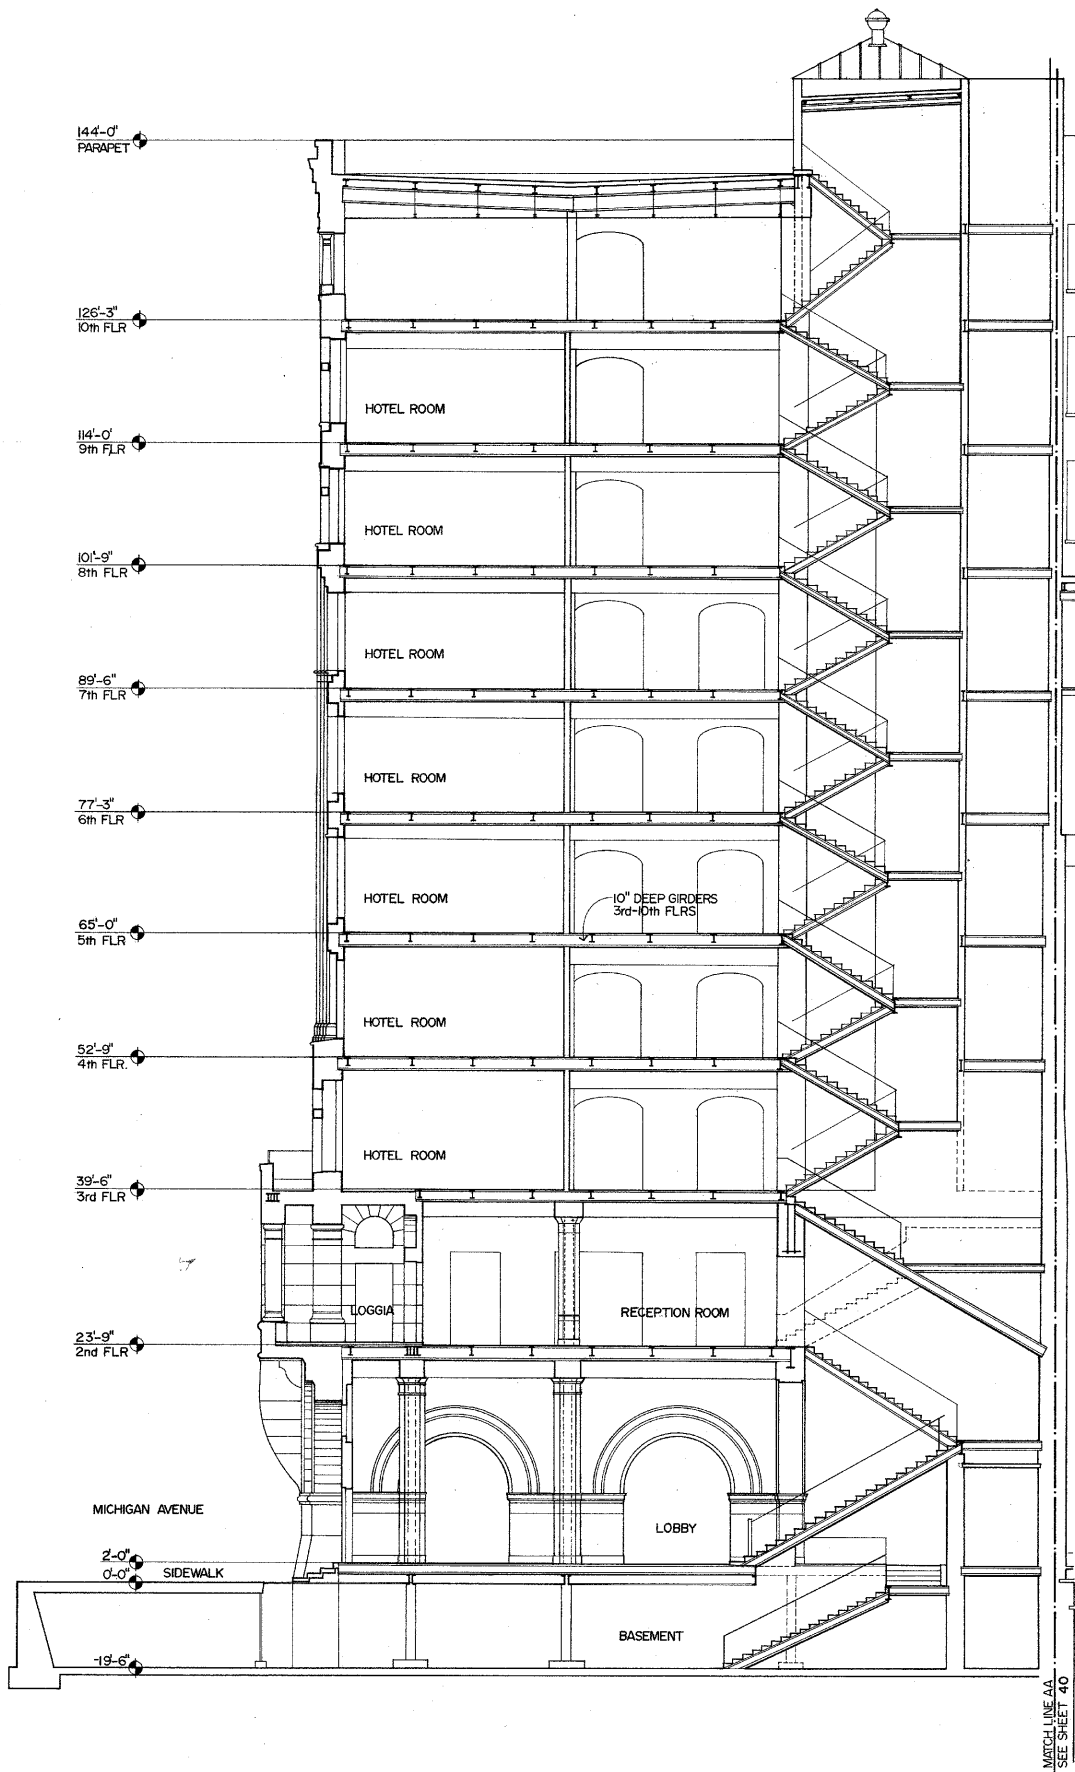 144'-0"
PARAPET
126'-3"
10th FLR
HOTEL ROOM
114'-0'
9th FLR
HOTEL ROOM
101'-9"
8th FLR
HOTEL ROOM
89'-6"
7th FLR
HOTEL ROOM
77'-3"
6th FLR
HOTEL ROOM
10" DEEP GIRDERS
3rd-10th FLRS
65'-0"
5th FLR
HOTEL ROOM
52'-9"
4th FLR.
HOTEL ROOM
39'-6"
3rd FLR
LOGGIA
RECEPTION ROOM
23'-9"
2nd FLR
MICHIGAN AVENUE
LOBBY
2'-0"
0'-0"
SIDEWALK
BASEMENT
-19'-6"
MATCH LINE AA
SEE SHEET 40